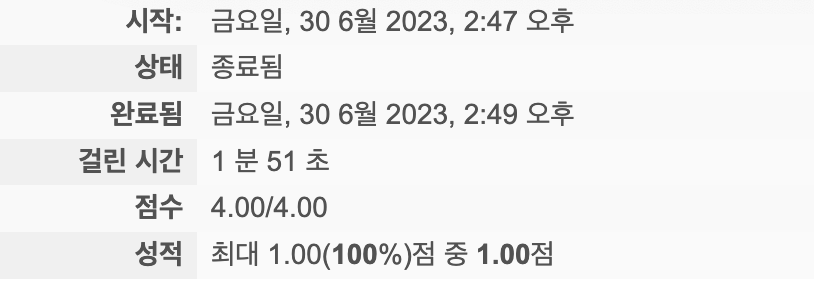 시작: 금요일, 30 6월 2023, 2:47 오후
상태 종료됨
완료됨 금요일, 30 6월 2023, 2:49 오후
걸린 시간 1 분 51 초
점수 4.00/4.00
성적 최대 1.00(100%)점 중 1.00점